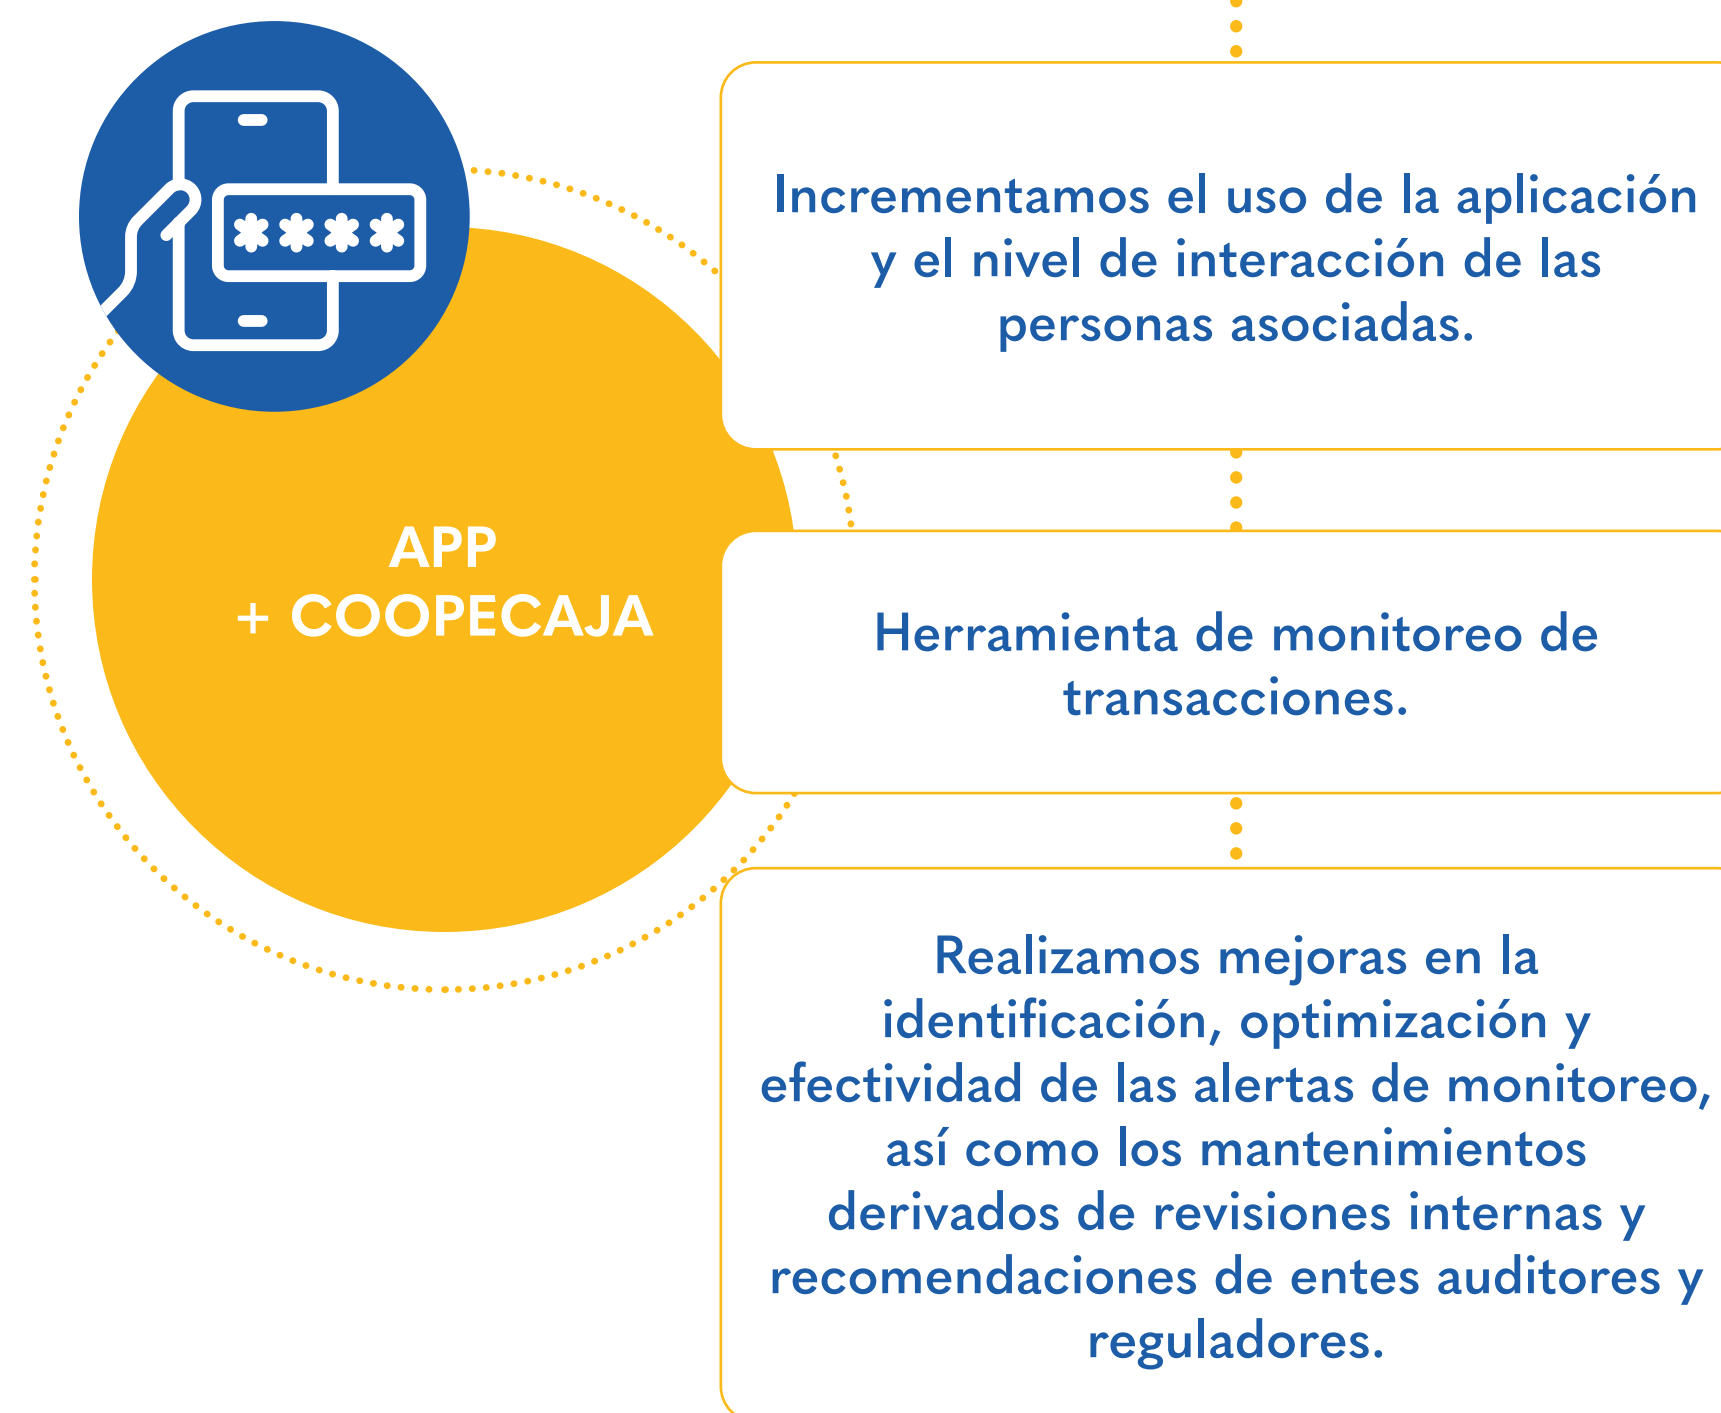 APP
+ COOPECAJA
Incrementamos el uso de la aplicación
y el nivel de interacción de las
personas asociadas.
Herramienta de monitoreo de
transacciones.
Realizamos mejoras en la
identificación, optimización y
efectividad de las alertas de monitoreo,
así como los mantenimientos
derivados de revisiones internas y
recomendaciones de entes auditores y
reguladores.